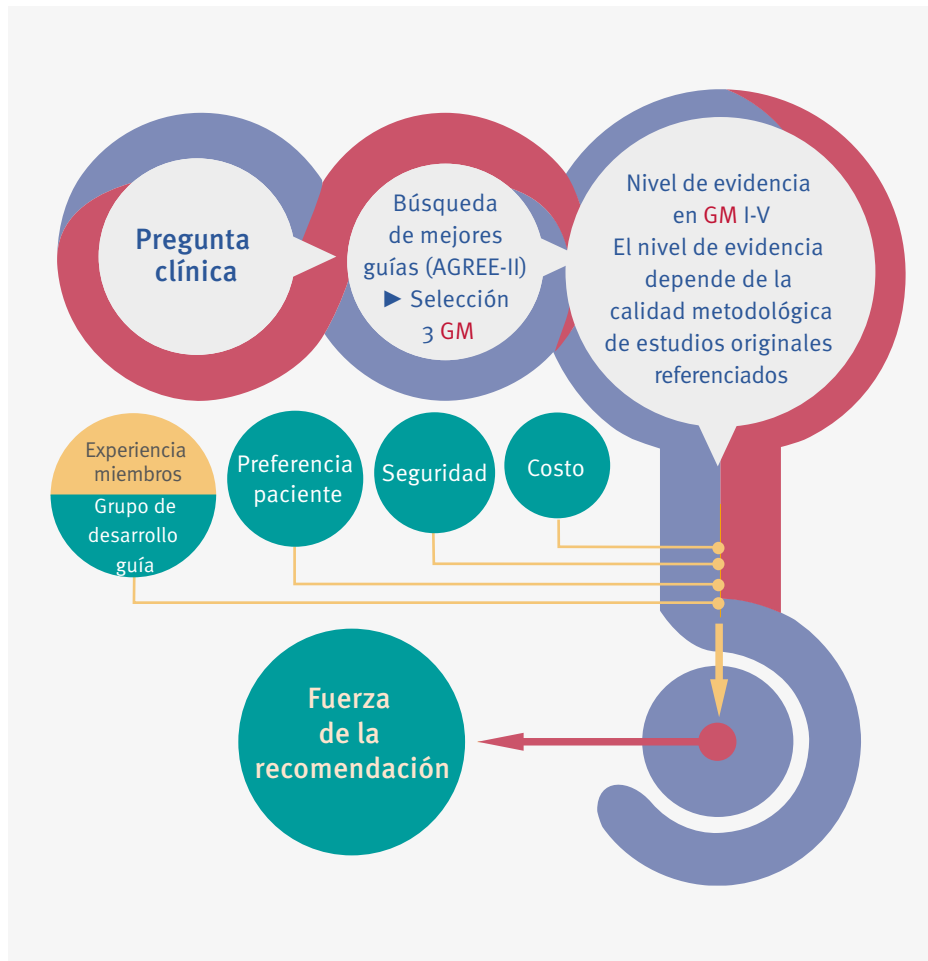 Pregunta
clínica
Búsqueda
de mejores
guías (AGREE-II)
► Selección
3 GM
Nivel de evidencia
en GM I-V
El nivel de evidencia
depende de la
calidad metodológica
de estudios originales
referenciados
Experiencia
miembros
Grupo de
desarrollo
guía
Preferencia
paciente
Seguridad
Costo
Fuerza
de la
recomendación